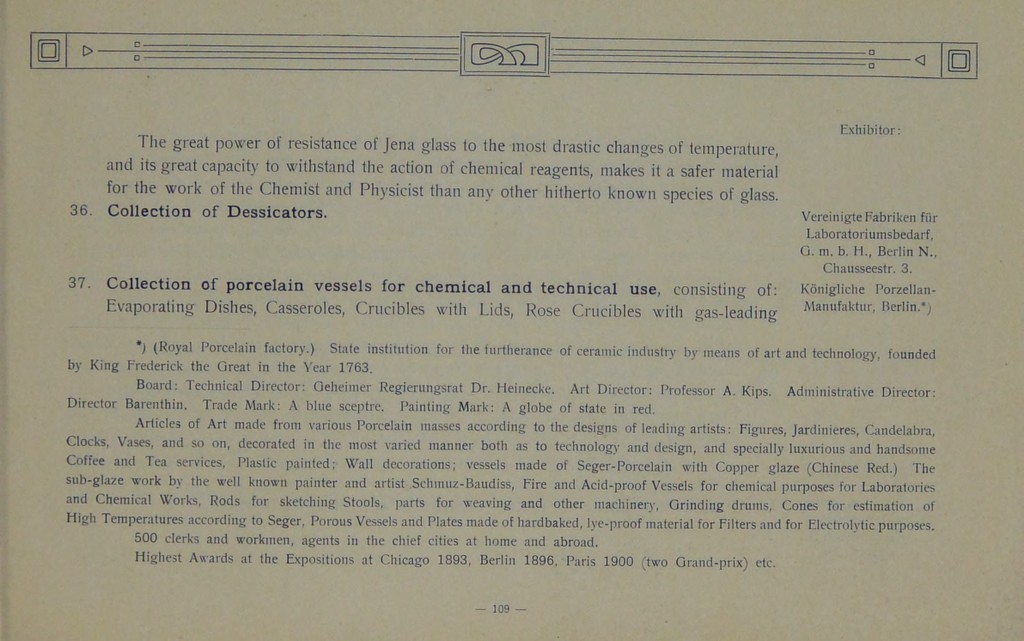 Exhibitor:
The great power of resistance of Jena glass to the most drastic changes of temperature,
and its great capacity to withstand the action of chemical reagents, makes it a safer material
for the work of the Chemist and Physicist than any other hitherto known species of glass.
36. Collection of Dessicators.
Vereinigte Fabriken für
Laboratoriumsbedarf,
G. m. b. H., Berlin N.,
Chausseestr. 3.
37. Collection of porcelain vessels for chemical and technical use, consisting of:
Evaporating Dishes, Casseroles, Crucibles with Lids, Rose Crucibles with gas-leading
Königliche Porzellan-
Manufaktur, Berlin.*)
*) (Royal Porcelain factory.) State institution for the furtherance of ceramic industry by means of art and technology, founded
by King Frederick the Great in the Year 1763.
Board: Technical Director: Geheimer Regierungsrat Dr. Heinecke. Art Director: Professor A. Kips. Administrative Director:
Director Barenthin. Trade Mark: A blue sceptre. Painting Mark: A globe of state in red.
Articles of Art made from various Porcelain masses according to the designs of leading artists: Figures, Jardinieres, Candelabra,
Clocks, Vases, and so on, decorated in the most varied manner both as to technology and design, and specially luxurious and handsome
Coffee and Tea services, Plastic painted; Wall decorations; vessels made of Seger-Porcelain with Copper glaze (Chinese Red.) The
sub-glaze work by the well known painter and artist Schmuz-Baudiss, Fire and Acid-proof Vessels for chemical purposes for Laboratories
and Chemical Works, Rods for sketching Stools, parts for weaving and other machinery, Grinding drums, Cones for estimation of
High Temperatures according to Seger, Porous Vessels and Plates made of hardbaked, lye-proof material for Filters and for Electrolytic purposes.
500 clerks and workmen, agents in the chief cities at home and abroad.
Highest Awards at the Expositions at Chicago 1893, Berlin 1896, Paris 1900 (two Grand-prix) etc.
— 109 —